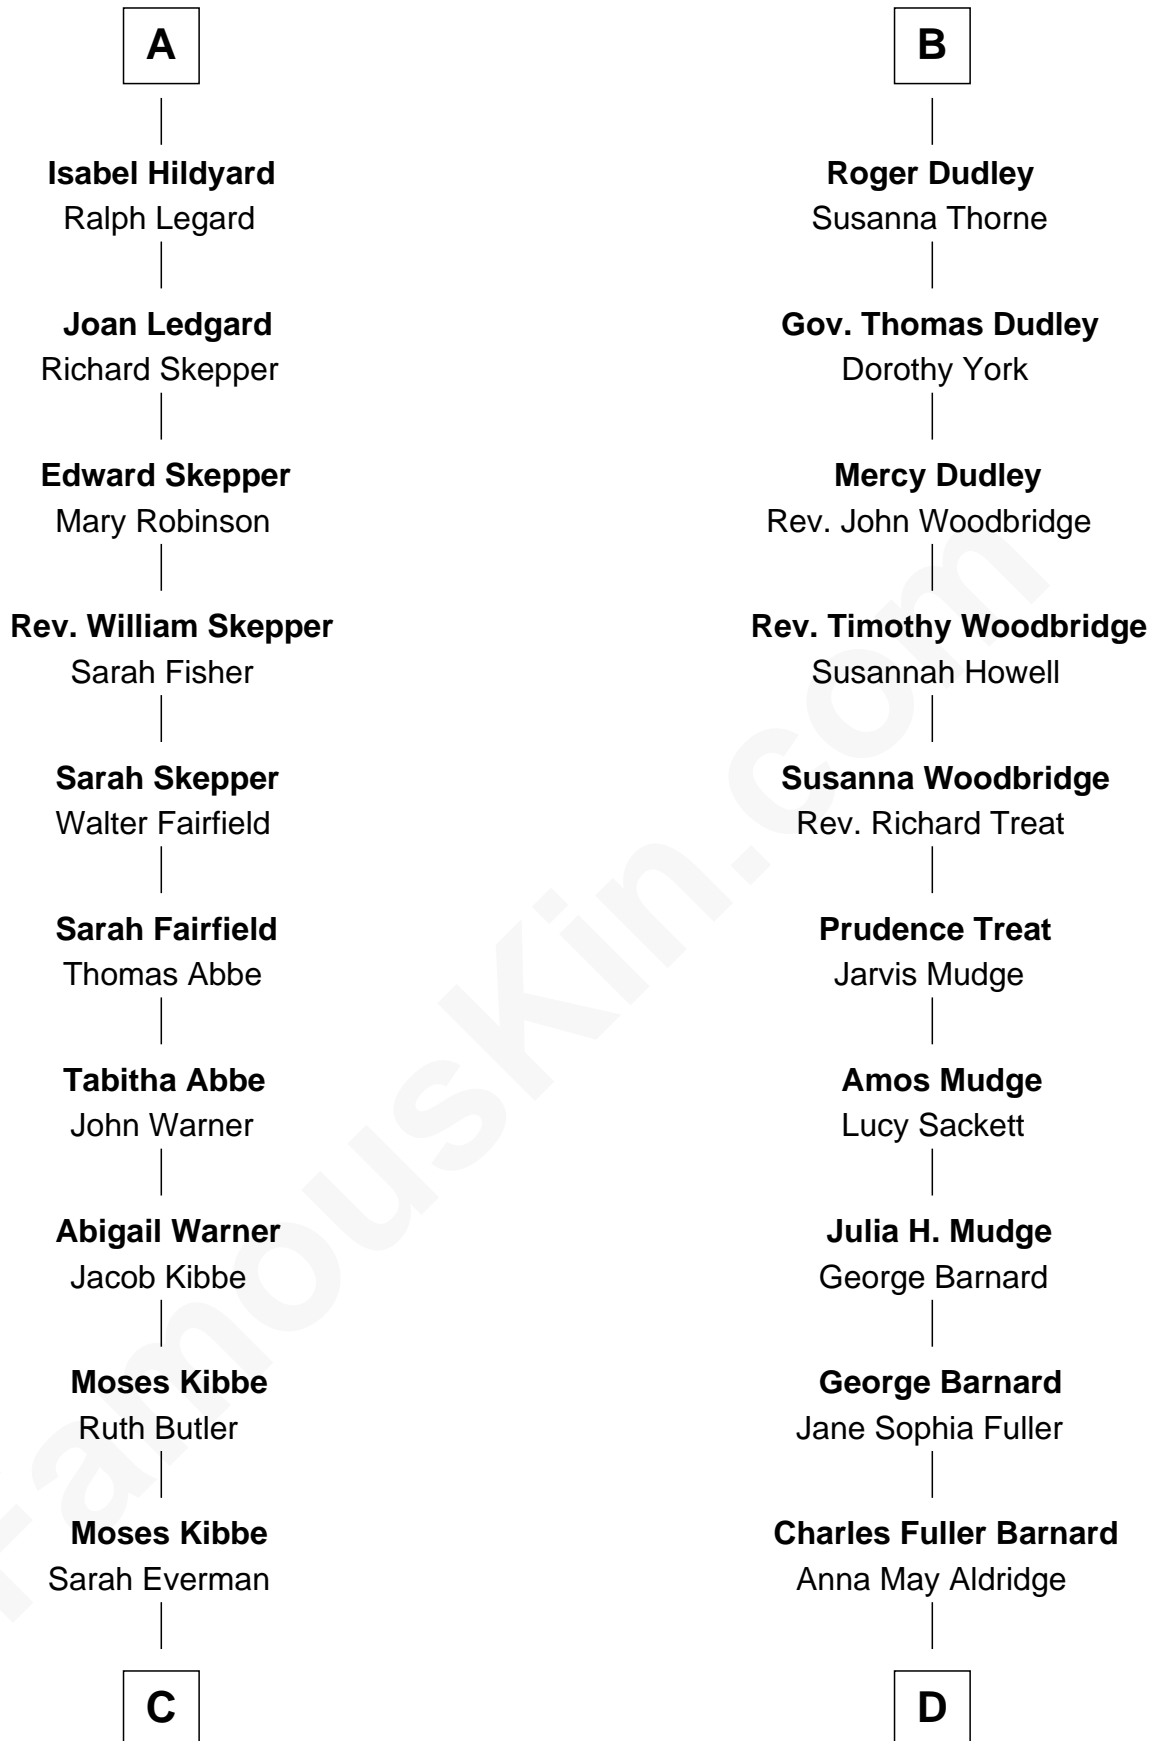 A
Isabel Hildyard
Ralph Legard
Joan Ledgard
Richard Skepper
Edward Skepper
Mary Robinson
Rev. William Skepper
Sarah Fisher
Sarah Skepper
Walter Fairfield
Sarah Fairfield
Thomas Abbe
Tabitha Abbe
John Warner
Abigail Warner
Jacob Kibbe
Moses Kibbe
Ruth Butler
Moses Kibbe
Sarah Everman
C
B
Roger Dudley
Susanna Thorne
Gov. Thomas Dudley
Dorothy York
Mercy Dudley
Rev. John Woodbridge
Rev. Timothy Woodbridge
Susannah Howell
Susanna Woodbridge
Rev. Richard Treat
Prudence Treat
Jarvis Mudge
Amos Mudge
Lucy Sackett
Julia H. Mudge
George Barnard
George Barnard
Jane Sophia Fuller
Charles Fuller Barnard
Anna May Aldridge
D
FamousKin.com